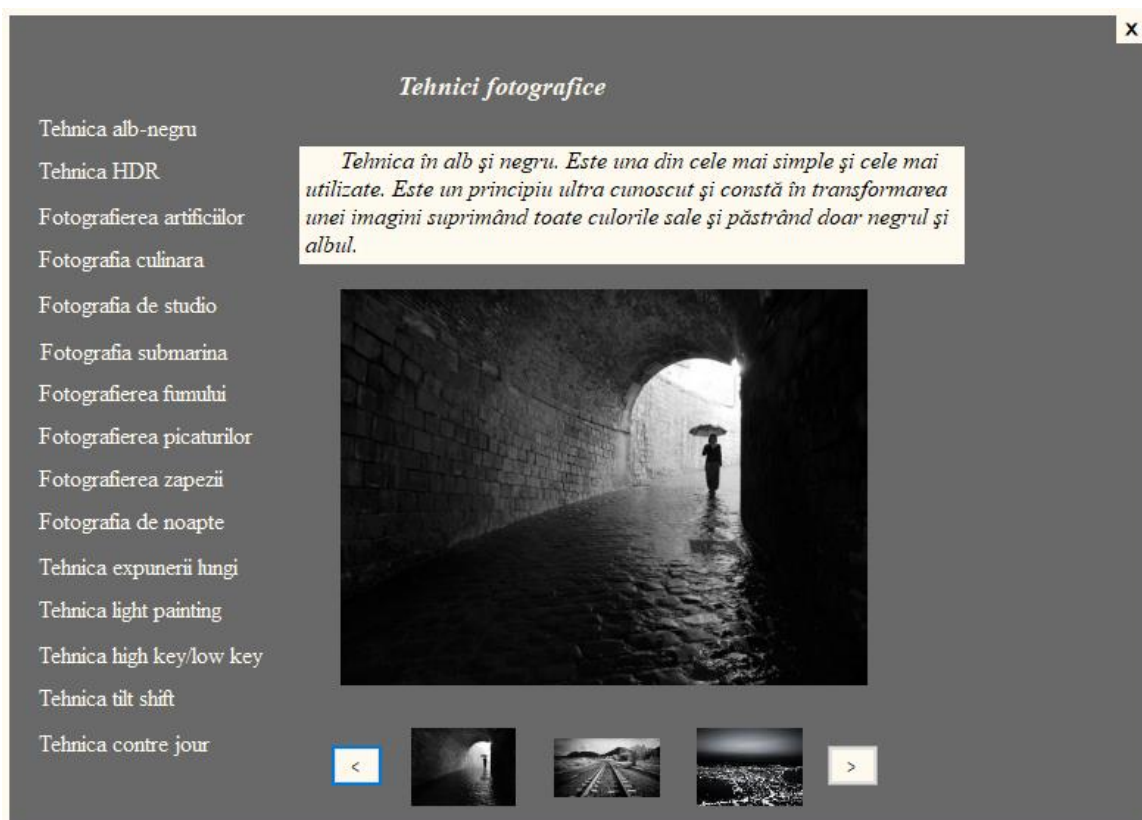 X
Tehnici fotografice
Tehnica alb-negru
Tehnica HDR
Fotografierea artificiilor
Fotografia culinara
Fotografia de studio
Fotografia submarina
Fotografierea fumului
Fotografierea picaturilor
Fotografierea zapezii
Fotografia de noapte
Tehnica expunerii lungi
Tehnica light painting
Tehnica high key/low key
Tehnica tilt shift
Tehnica contre jour
Tehnica în alb şi negru. Este una din cele mai simple şi cele mai
utilizate. Este un principiu ultra cunoscut şi constă în transformarea
unei imagini suprimând toate culorile sale şi păstrând doar negrul şi
albul.
< >